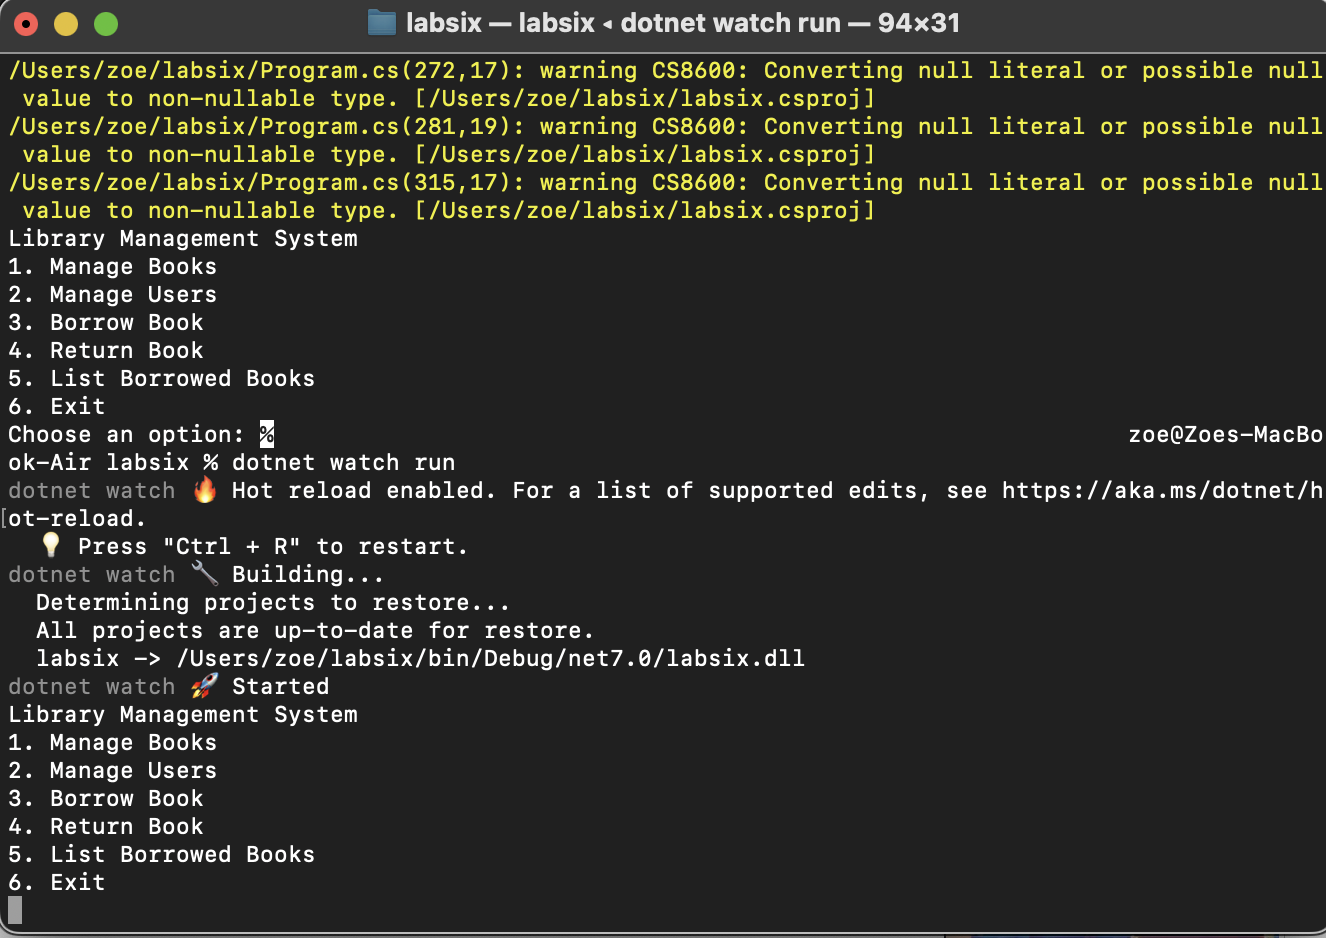 labsix — labsix ◂ dotnet watch run — 94×31
/Users/zoe/labsix/Program.cs(272,17): warning CS8600: Converting null literal or possible null
 value to non-nullable type. [/Users/zoe/labsix/labsix.csproj]
/Users/zoe/labsix/Program.cs(281,19): warning CS8600: Converting null literal or possible null
 value to non-nullable type. [/Users/zoe/labsix/labsix.csproj]
/Users/zoe/labsix/Program.cs(315,17): warning CS8600: Converting null literal or possible null
 value to non-nullable type. [/Users/zoe/labsix/labsix.csproj]
Library Management System
1. Manage Books
2. Manage Users
3. Borrow Book
4. Return Book
5. List Borrowed Books
6. Exit
Choose an option: % zoe@Zoes-MacBo
ok-Air labsix % dotnet watch run
dotnet watch 🔥 Hot reload enabled. For a list of supported edits, see https://aka.ms/dotnet/h
[ot-reload.
💡 Press "Ctrl + R" to restart.
dotnet watch 🔧 Building...
  Determining projects to restore...
  All projects are up-to-date for restore.
  labsix -> /Users/zoe/labsix/bin/Debug/net7.0/labsix.dll
dotnet watch 🚀 Started
Library Management System
1. Manage Books
2. Manage Users
3. Borrow Book
4. Return Book
5. List Borrowed Books
6. Exit